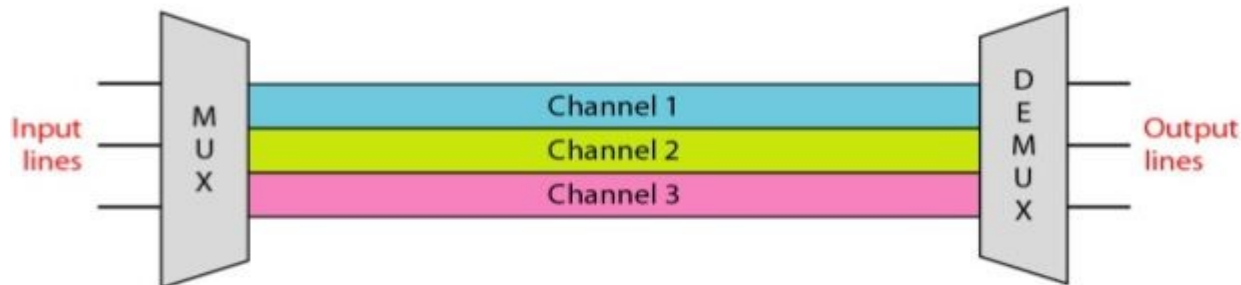 Input
lines
M
U
X
Channel 1
Channel 2
Channel 3
D
E
M
U
X
Output
lines